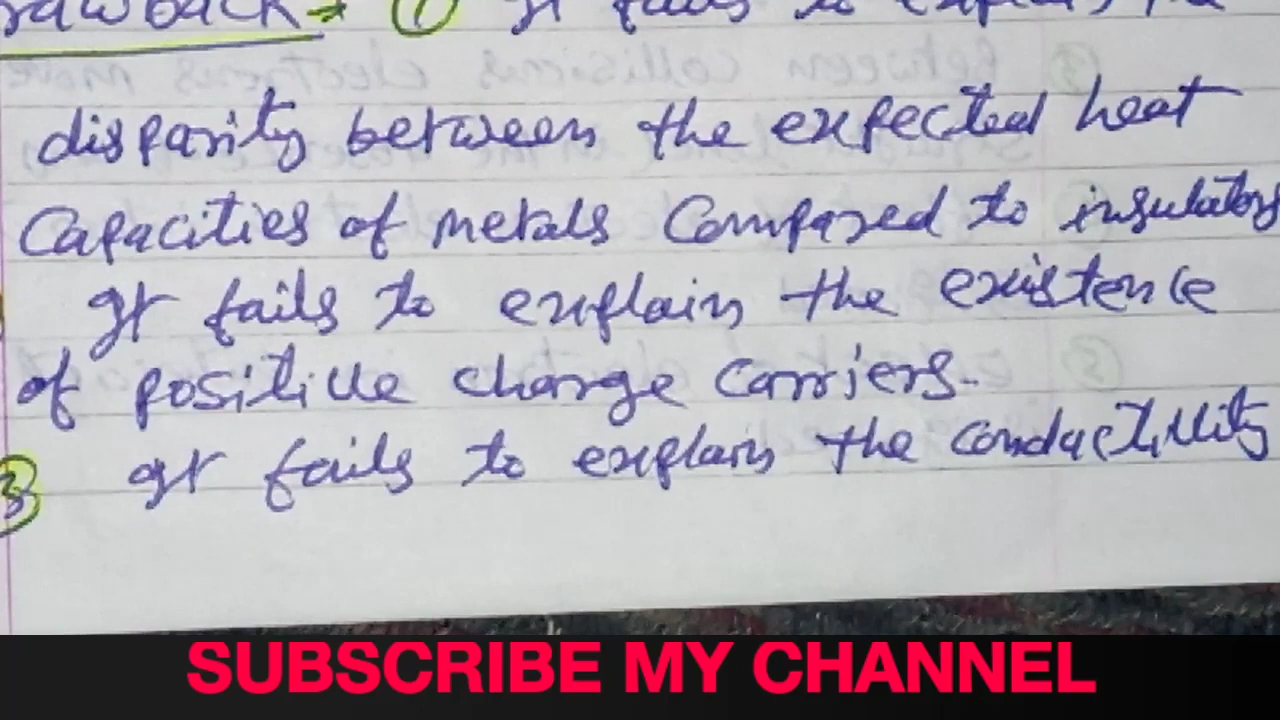 disparity between the expected heat
Capacities of metals Compared to insulators
It fails to explain the existence
of positive charge carriers.
③ It fails to explain the conductivity
SUBSCRIBE MY CHANNEL